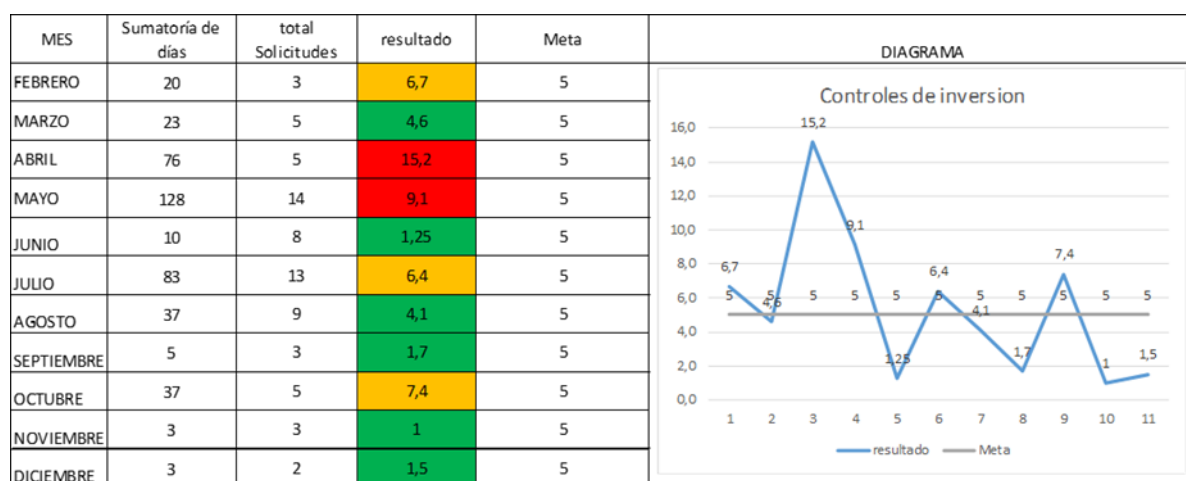 MES Sumatoría de días total Solicitudes resultado Meta DIAGRAMA
FEBRERO 20 3 6,7 5
MARZO 23 5 4,6 5
ABRIL 76 5 15,2 5
MAYO 128 14 9,1 5
JUNIO 10 8 1,25 5
JULIO 83 13 6,4 5
AGOSTO 37 9 4,1 5
SEPTIEMBRE 5 3 1,7 5
OCTUBRE 37 5 7,4 5
NOVIEMBRE 3 3 1 5
DICIEMBRE 3 2 1,5 5
Controles de inversion
16,0
14,0
12,0
10,0
8,0
6,0
4,0
2,0
0,0
6,7 4,6 15,2 9,1 1,25 6,4 4,1 1,7 7,4 1 1,5
5 5 5 5 5 5 5 5 5 5 5
1 2 3 4 5 6 7 8 9 10 11
resultado Meta